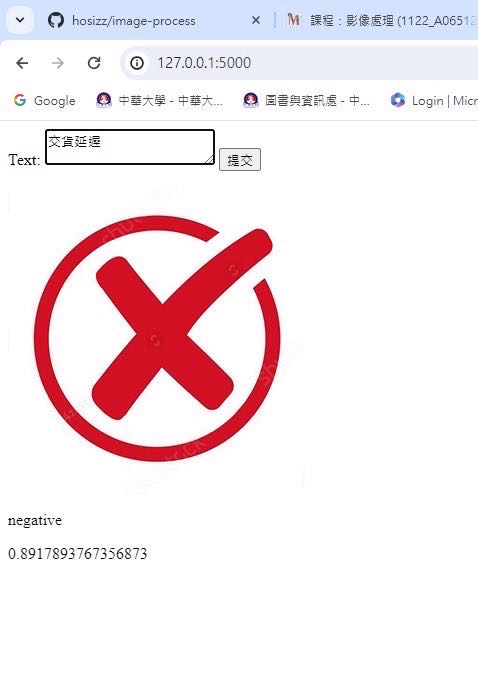 hosizz/image-process
課程：影像處理 (1122_A06512
127.0.0.1:5000
Google
中華大學 - 中華大...
圖書與資訊處 - 中...
Login | Micr
Text: 交貨延遲 提交
negative
0.8917893767356873